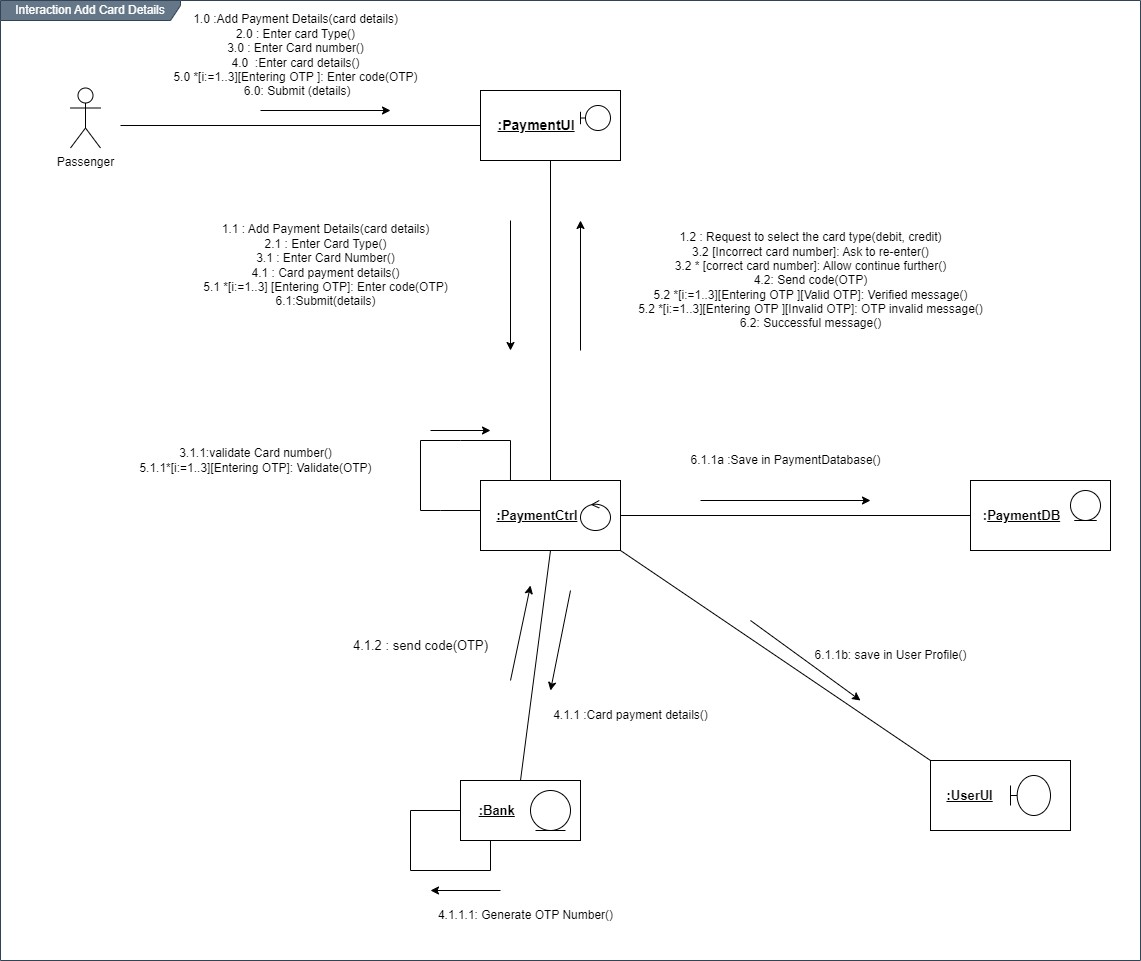 Interaction Add Card Details
1.0 :Add Payment Details(card details)
2.0 : Enter card Type()
3.0 : Enter Card number()
4.0  :Enter card details()
5.0 *[i:=1..3][Entering OTP ]: Enter code(OTP)
6.0: Submit (details)
:PaymentUI
Passenger
1.1 : Add Payment Details(card details)
2.1 : Enter Card Type()
3.1 : Enter Card Number()
4.1 : Card payment details()
5.1 *[i:=1..3] [Entering OTP]: Enter code(OTP)
6.1:Submit(details)
1.2 : Request to select the card type(debit, credit)
3.2 [Incorrect card number]: Ask to re-enter()
3.2 * [correct card number]: Allow continue further()
4.2: Send code(OTP)
5.2 *[i:=1..3][Entering OTP ][Valid OTP]: Verified message()
5.2 *[i:=1..3][Entering OTP ][Invalid OTP]: OTP invalid message()
6.2: Successful message()
3.1.1:validate Card number()
5.1.1*[i:=1..3][Entering OTP]: Validate(OTP)
6.1.1a :Save in PaymentDatabase()
:PaymentCtrl
:PaymentDB
4.1.2 : send code(OTP)
6.1.1b: save in User Profile()
4.1.1 :Card payment details()
:UserUI
:Bank
4.1.1.1: Generate OTP Number()